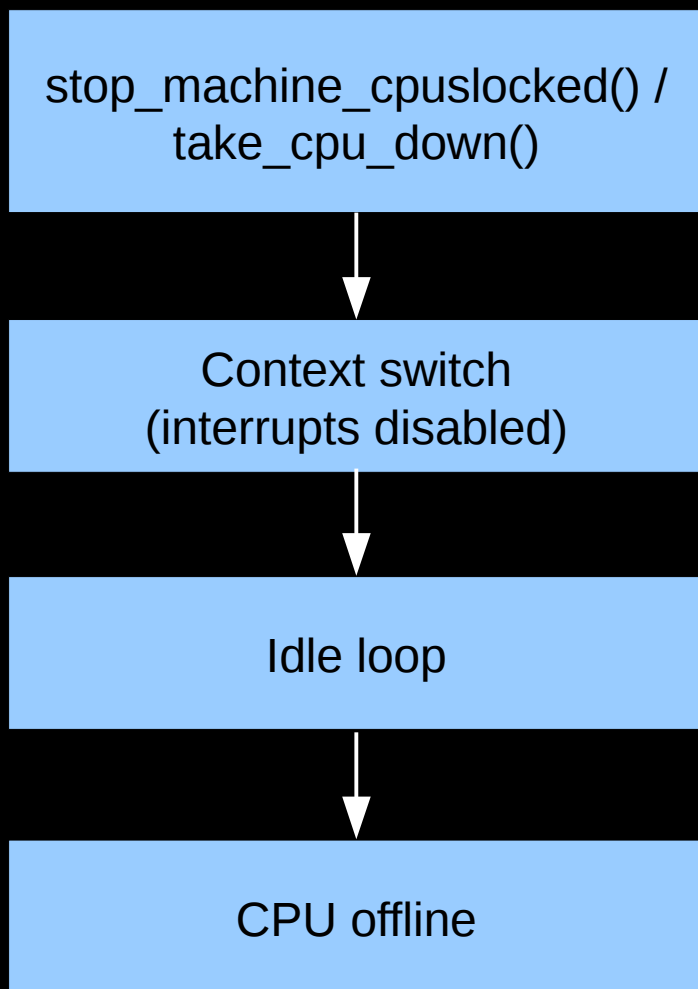 stop_machine_cpuslocked() /
take_cpu_down()
Context switch
(interrupts disabled)
Idle loop
CPU offline